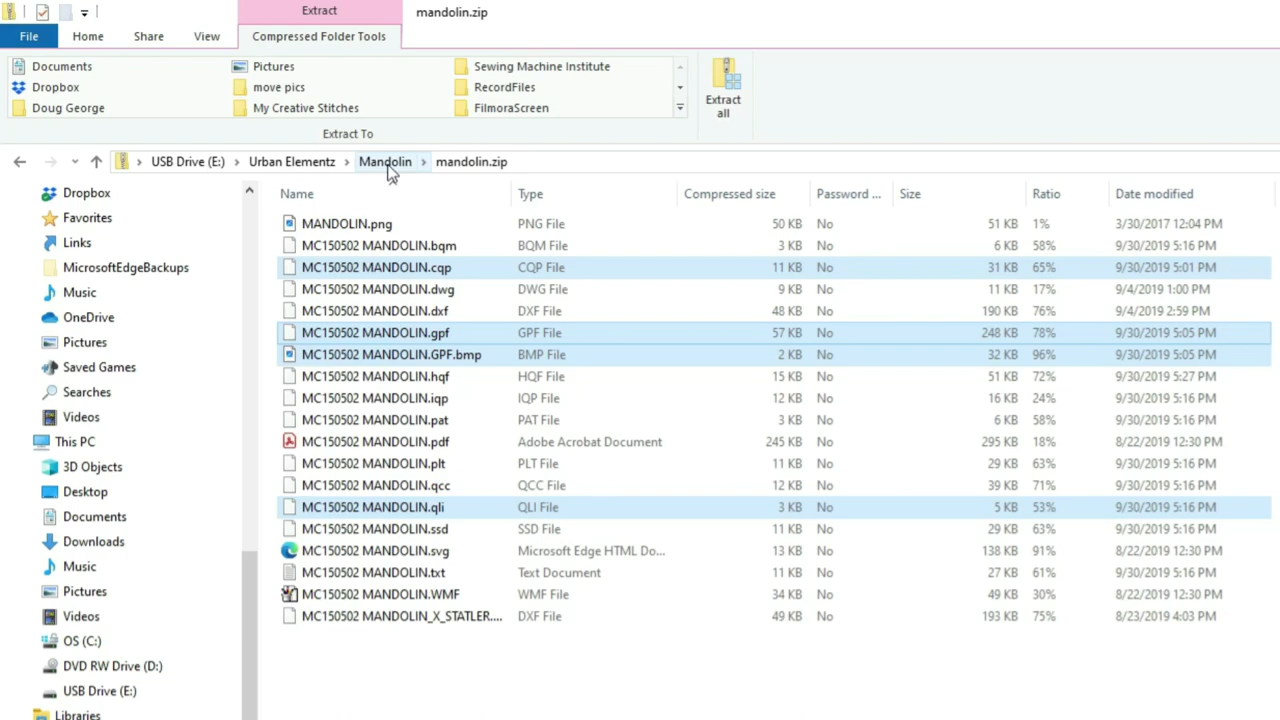 Extract mandolin.zip
File Home Share View Compressed Folder Tools
Documents Pictures Sewing Machine Institute
Dropbox move pics RecordFiles
Doug George My Creative Stitches FilmoraScreen
Extract all
Extract To
USB Drive (E:) Urban Elementz Mandolin mandolin.zip
Dropbox
Favorites
Links
MicrosoftEdgeBackups
Music
OneDrive
Pictures
Saved Games
Searches
Videos
This PC
3D Objects
Desktop
Documents
Downloads
Music
Pictures
Videos
OS (C:)
DVD RW Drive (D:)
USB Drive (E:)
Libraries
Name Type Compressed size Password ... Size Ratio Date modified
MANDOLIN.png PNG File 50 KB No 51 KB 1% 3/30/2017 12:04 PM
MC150502 MANDOLIN.bqm BQM File 3 KB No 6 KB 58% 9/30/2019 5:16 PM
MC150502 MANDOLIN.cqp CQP File 11 KB No 31 KB 65% 9/30/2019 5:01 PM
MC150502 MANDOLIN.dwg DWG File 9 KB No 11 KB 17% 9/4/2019 1:00 PM
MC150502 MANDOLIN.dxf DXF File 48 KB No 190 KB 76% 9/4/2019 2:59 PM
MC150502 MANDOLIN.gpf GPF File 57 KB No 248 KB 78% 9/30/2019 5:05 PM
MC150502 MANDOLIN.GPF.bmp BMP File 2 KB No 32 KB 96% 9/30/2019 5:05 PM
MC150502 MANDOLIN.hqf HQF File 15 KB No 51 KB 72% 9/30/2019 5:27 PM
MC150502 MANDOLIN.iqp IQP File 12 KB No 16 KB 24% 9/30/2019 5:16 PM
MC150502 MANDOLIN.pat PAT File 3 KB No 6 KB 58% 9/30/2019 5:16 PM
MC150502 MANDOLIN.pdf Adobe Acrobat Document 245 KB No 295 KB 18% 8/22/2019 12:30 PM
MC150502 MANDOLIN.plt PLT File 11 KB No 29 KB 63% 9/30/2019 5:16 PM
MC150502 MANDOLIN.qcc QCC File 12 KB No 39 KB 71% 9/30/2019 5:16 PM
MC150502 MANDOLIN.qli QLI File 3 KB No 5 KB 53% 9/30/2019 5:16 PM
MC150502 MANDOLIN.ssd SSD File 11 KB No 29 KB 63% 9/30/2019 5:16 PM
MC150502 MANDOLIN.svg Microsoft Edge HTML Do... 13 KB No 138 KB 91% 8/22/2019 12:30 PM
MC150502 MANDOLIN.txt Text Document 11 KB No 27 KB 61% 9/30/2019 5:16 PM
MC150502 MANDOLIN.WMF WMF File 34 KB No 49 KB 30% 8/22/2019 12:30 PM
MC150502 MANDOLIN_X_STATLER.... DXF File 49 KB No 193 KB 75% 8/23/2019 4:03 PM